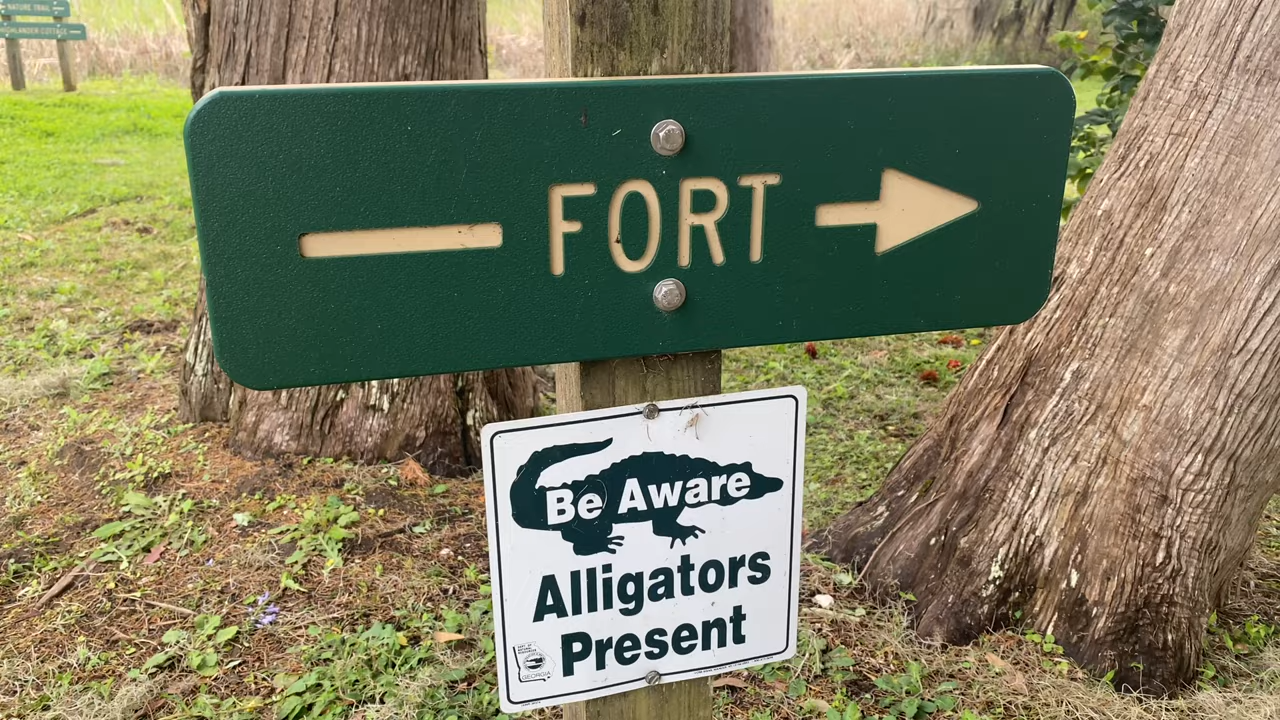 NATURE TRAIL
HIGHLANDER COTTAGE
FORT
Be Aware
Alligators
Present
GEORGIA